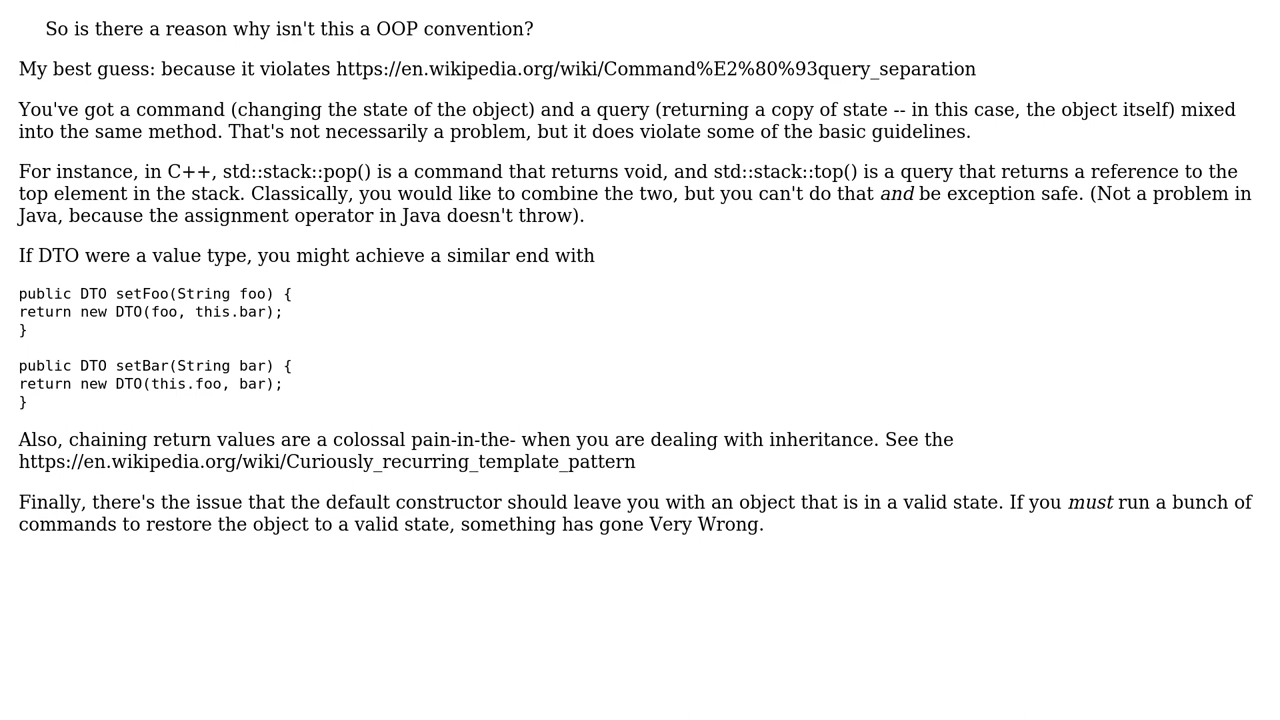 So is there a reason why isn't this a OOP convention?
My best guess: because it violates https://en.wikipedia.org/wiki/Command%E2%80%93query_separation
You've got a command (changing the state of the object) and a query (returning a copy of state -- in this case, the object itself) mixed
into the same method. That's not necessarily a problem, but it does violate some of the basic guidelines.
For instance, in C++, std::stack::pop() is a command that returns void, and std::stack::top() is a query that returns a reference to the
top element in the stack. Classically, you would like to combine the two, but you can't do that and be exception safe. (Not a problem in
Java, because the assignment operator in Java doesn't throw).
If DTO were a value type, you might achieve a similar end with
public DTO setFoo(String foo) {
return new DTO(foo, this.bar);
}
public DTO setBar(String bar) {
return new DTO(this.foo, bar);
}
Also, chaining return values are a colossal pain-in-the- when you are dealing with inheritance. See the
https://en.wikipedia.org/wiki/Curiously_recurring_template_pattern
Finally, there's the issue that the default constructor should leave you with an object that is in a valid state. If you must run a bunch of
commands to restore the object to a valid state, something has gone Very Wrong.